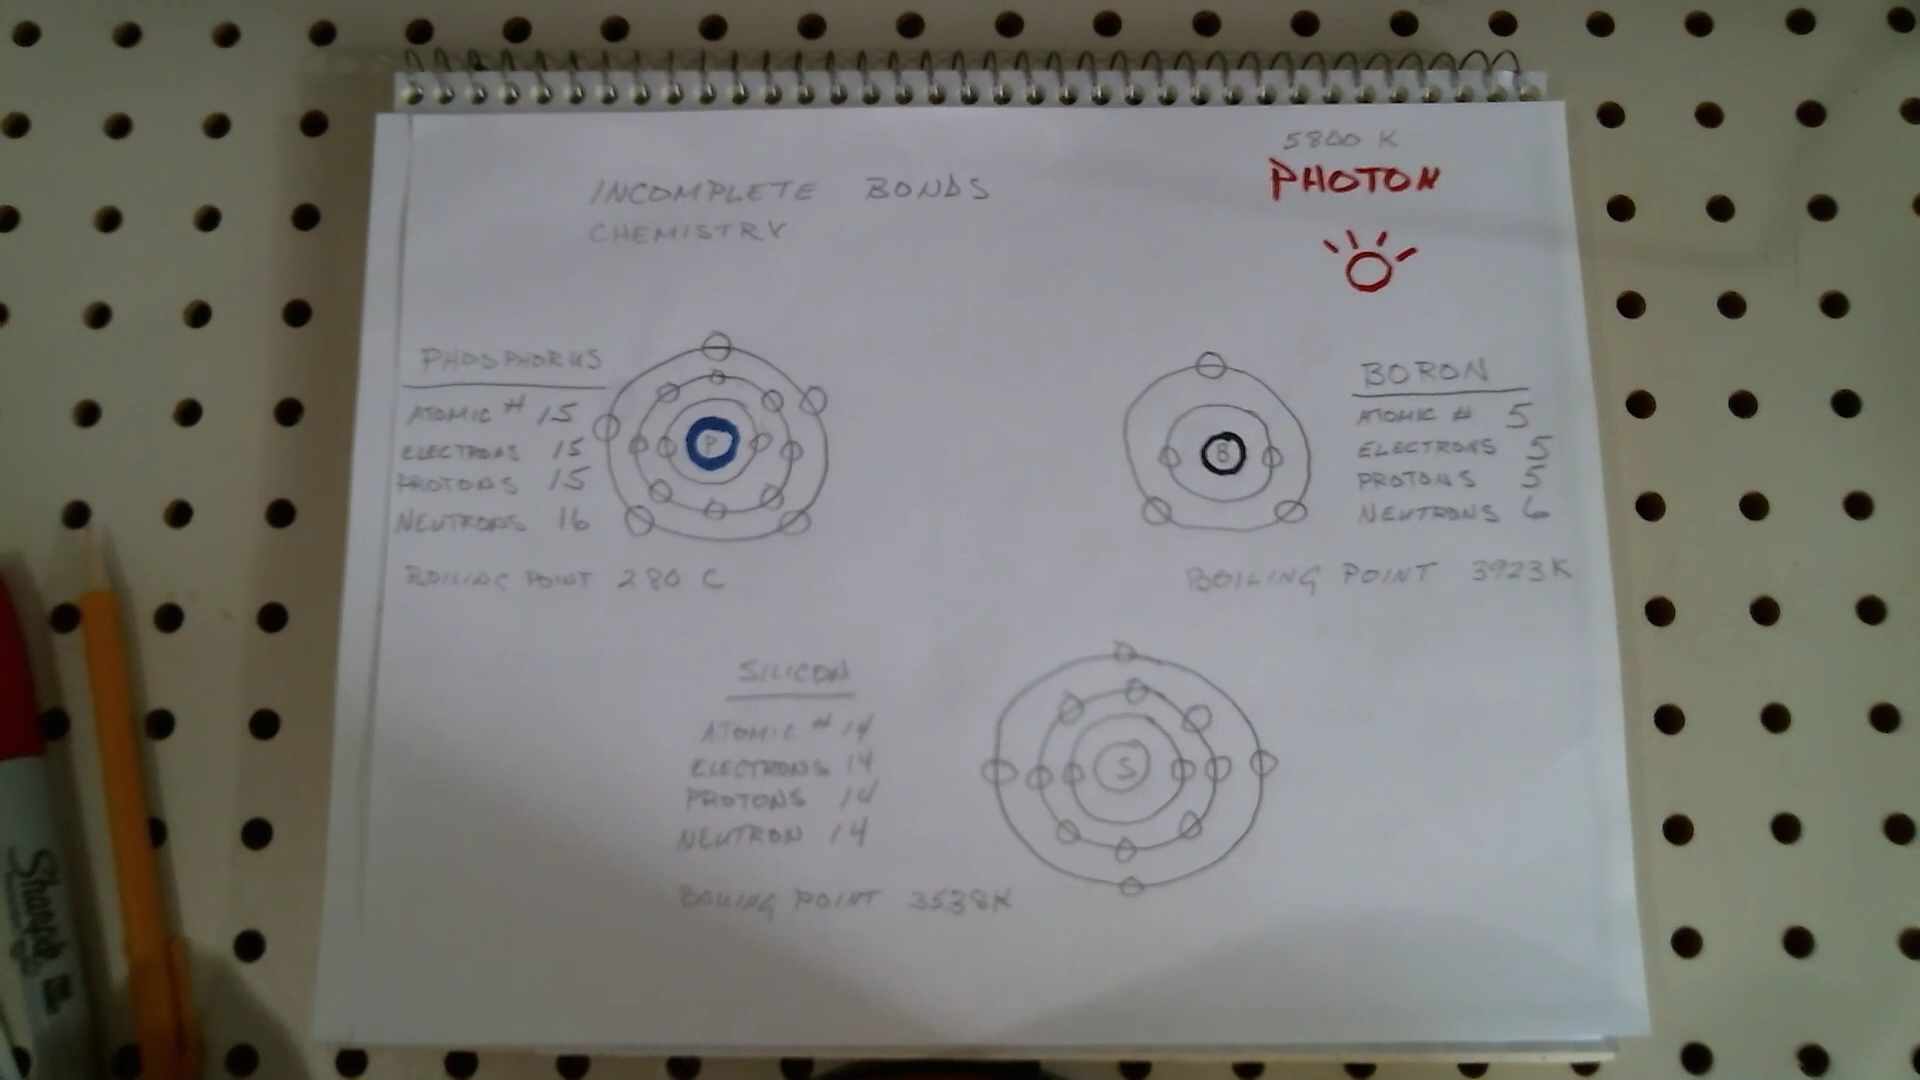 5800 K
PHOTON
INCOMPLETE BONDS
CHEMISTRY
PHOSPHORUS
ATOMIC # 15
ELECTRONS 15
PROTONS 15
NEUTRONS 16
BOILING POINT 280 C
P
BORON
ATOMIC # 5
ELECTRONS 5
PROTONS 5
NEUTRONS 6
BOILING POINT 3923K
B
SILICON
ATOMIC # 14
ELECTRONS 14
PROTONS 14
NEUTRON 14
BOILING POINT 3538K
S
Sharpie